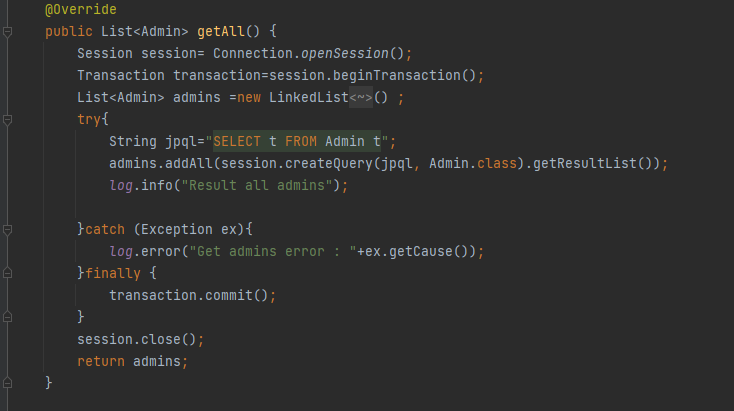 @Override
public List<Admin> getAll() {
    Session session= Connection.openSession();
    Transaction transaction=session.beginTransaction();
    List<Admin> admins =new LinkedList<~>() ;
    try{
        String jpql="SELECT t FROM Admin t";
        admins.addAll(session.createQuery(jpql, Admin.class).getResultList());
        log.info("Result all admins");
    }catch (Exception ex){
        log.error("Get admins error : "+ex.getCause());
    }finally {
        transaction.commit();
    }
    session.close();
    return admins;
}